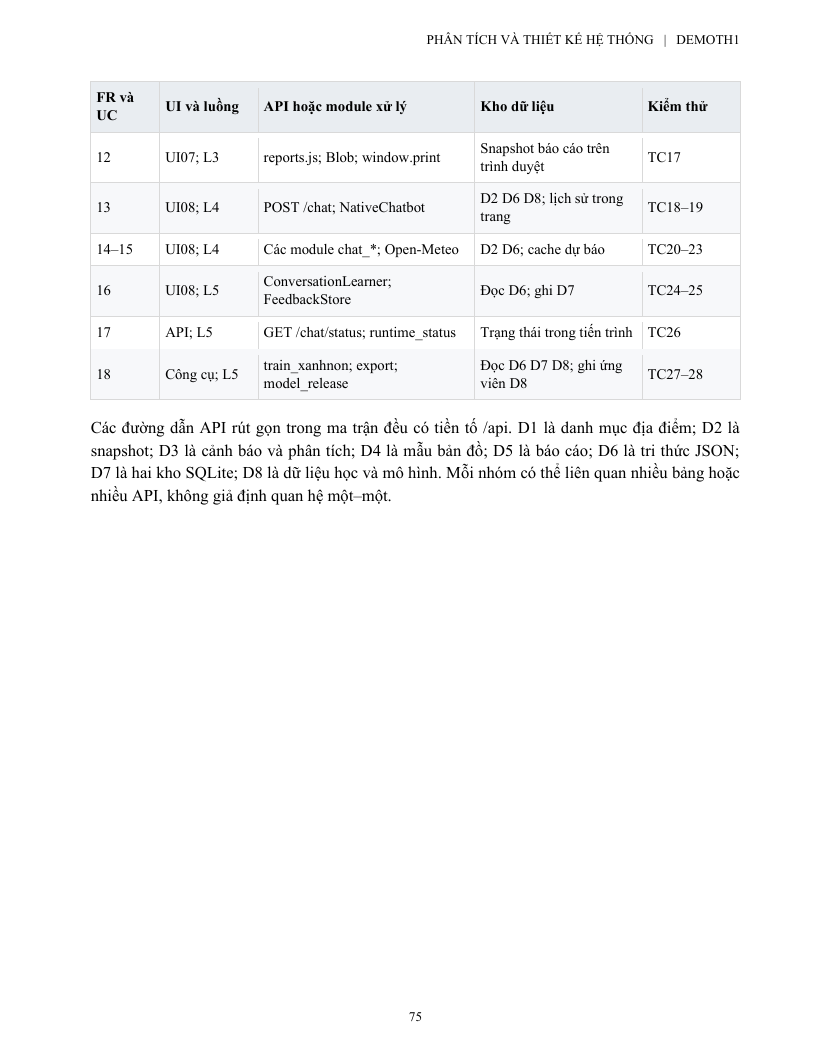 PHÂN TÍCH VÀ THIẾT KẾ HỆ THỐNG | DEMOTH1
FR và UC | UI và luồng | API hoặc module xử lý | Kho dữ liệu | Kiểm thử
12 | UI07; L3 | reports.js; Blob; window.print | Snapshot báo cáo trên trình duyệt | TC17
13 | UI08; L4 | POST /chat; NativeChatbot | D2 D6 D8; lịch sử trong trang | TC18–19
14–15 | UI08; L4 | Các module chat_*; Open-Meteo | D2 D6; cache dự báo | TC20–23
16 | UI08; L5 | ConversationLearner; FeedbackStore | Đọc D6; ghi D7 | TC24–25
17 | API; L5 | GET /chat/status; runtime_status | Trạng thái trong tiến trình | TC26
18 | Công cụ; L5 | train_xanhnon; export; model_release | Đọc D6 D7 D8; ghi ứng viên D8 | TC27–28
Các đường dẫn API rút gọn trong ma trận đều có tiền tố /api. D1 là danh mục địa điểm; D2 là
snapshot; D3 là cảnh báo và phân tích; D4 là mẫu bản đồ; D5 là báo cáo; D6 là tri thức JSON;
D7 là hai kho SQLite; D8 là dữ liệu học và mô hình. Mỗi nhóm có thể liên quan nhiều bảng hoặc
nhiều API, không giả định quan hệ một–một.
75